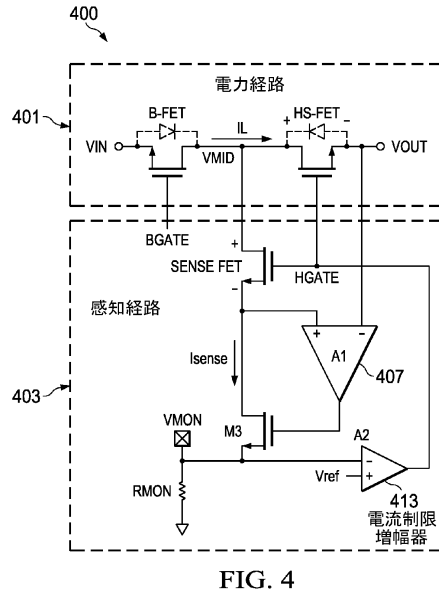 400
電力経路
401
B-FET
HS-FET
+
−
IL
VIN
VMID
VOUT
BGATE
+
SENSE FET
HGATE
−
感知経路
+
−
A1
Isense
407
403
VMON
M3
A2
−
Vref
+
RMON
413
電流制限
増幅器
FIG. 4